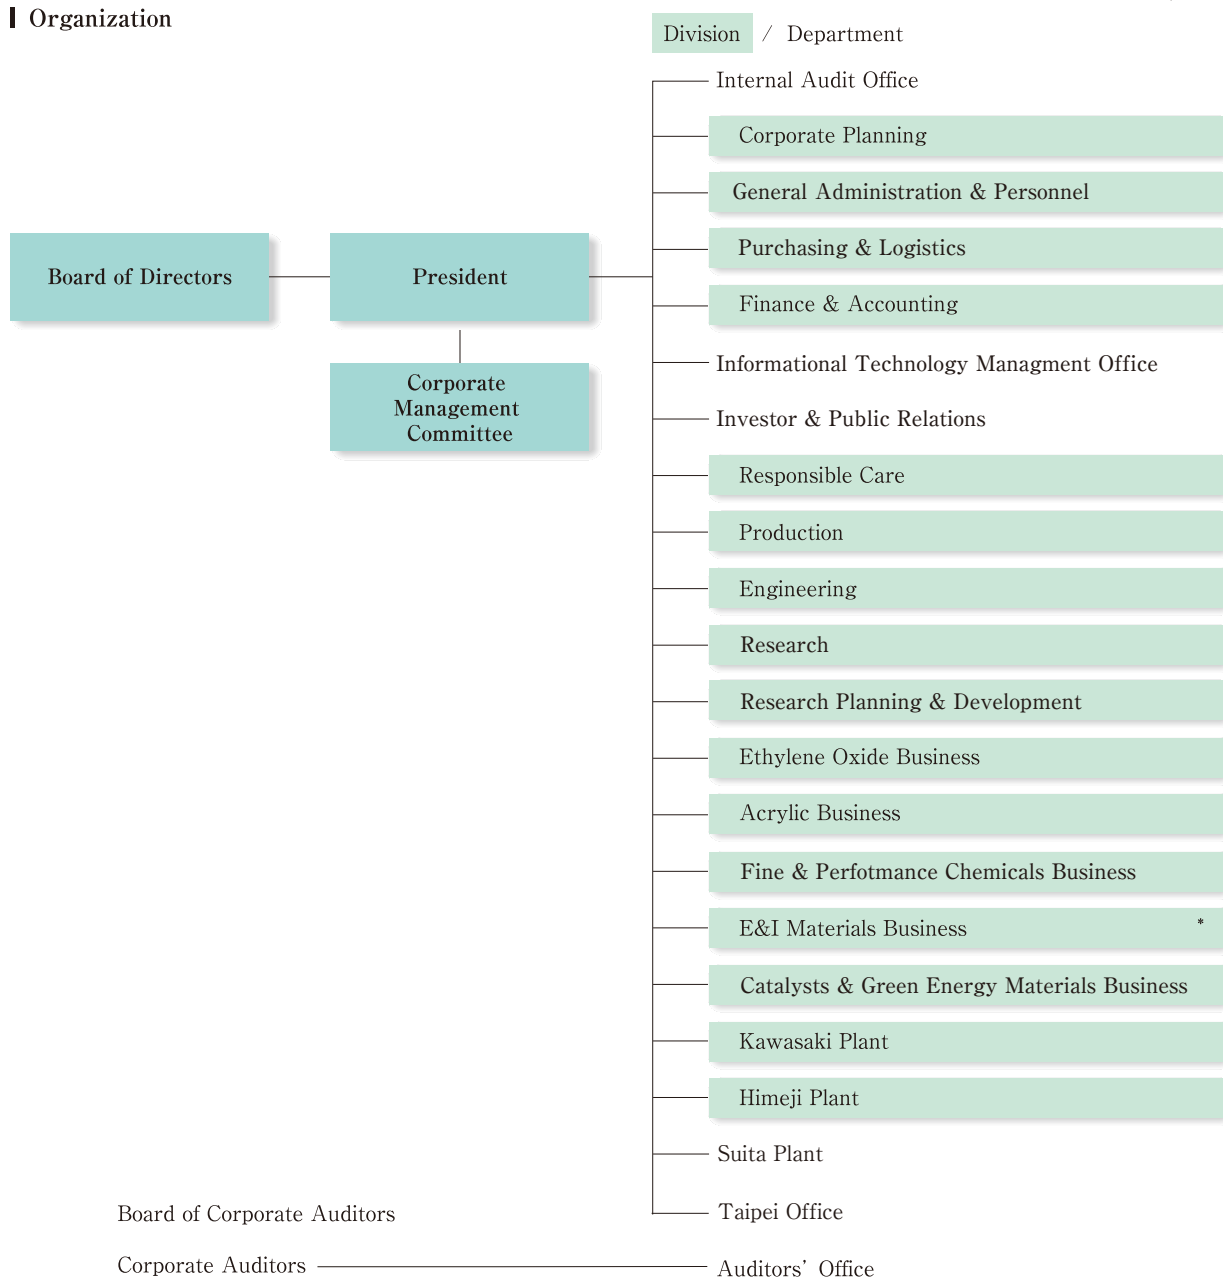 Organization
Division / Department
Internal Audit Office
Corporate Planning
General Administration & Personnel
Purchasing & Logistics
Board of Directors
President
Finance & Accounting
Informational Technology Managment Office
Corporate
Management
Committee
Investor & Public Relations
Responsible Care
Production
Engineering
Research
Research Planning & Development
Ethylene Oxide Business
Acrylic Business
Fine & Perfotmance Chemicals Business
E&I Materials Business *
Catalysts & Green Energy Materials Business
Kawasaki Plant
Himeji Plant
Suita Plant
Taipei Office
Board of Corporate Auditors
Corporate Auditors
Auditors' Office